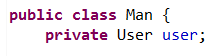 public class Man {
    private User user;